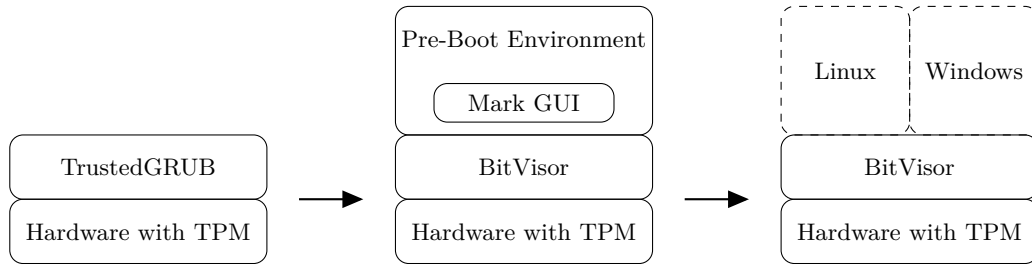 TrustedGRUB
Hardware with TPM
Pre-Boot Environment
Mark GUI
BitVisor
Hardware with TPM
Linux
Windows
BitVisor
Hardware with TPM